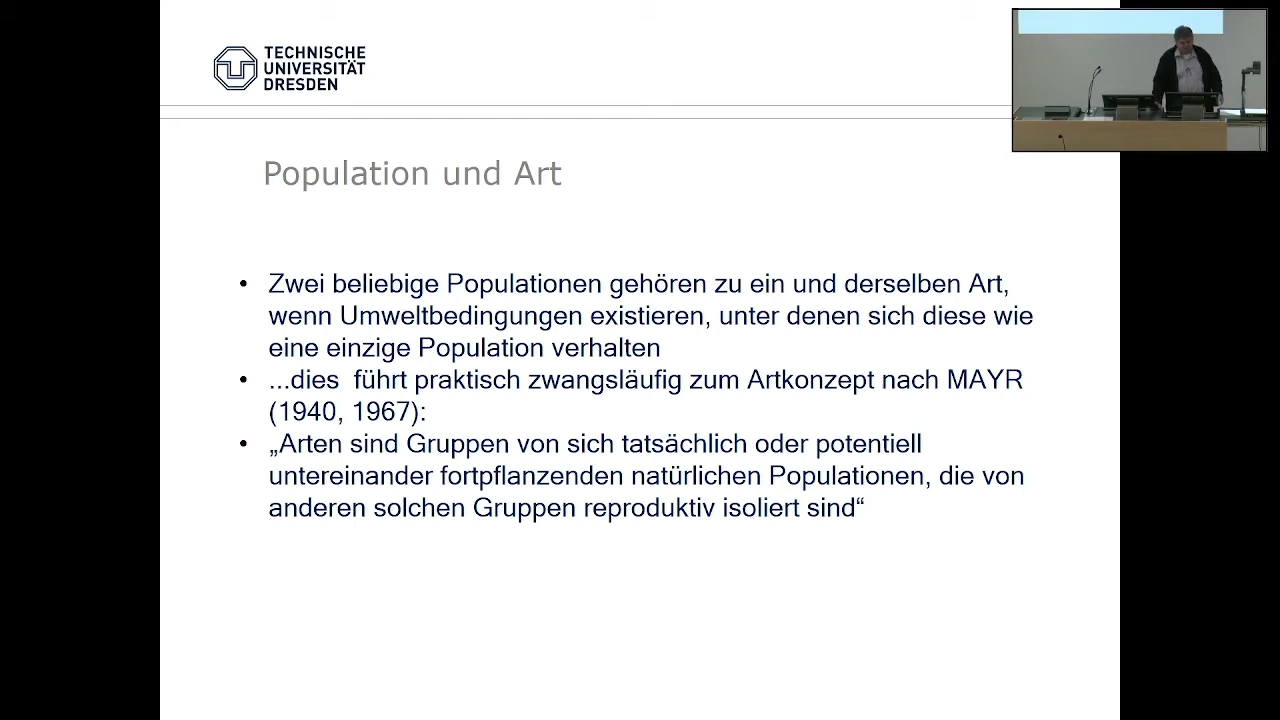 TECHNISCHE
UNIVERSITÄT
DRESDEN
Population und Art
• Zwei beliebige Populationen gehören zu ein und derselben Art,
wenn Umweltbedingungen existieren, unter denen sich diese wie
eine einzige Population verhalten
• ...dies führt praktisch zwangsläufig zum Artkonzept nach MAYR
(1940, 1967):
• „Arten sind Gruppen von sich tatsächlich oder potentiell
untereinander fortpflanzenden natürlichen Populationen, die von
anderen solchen Gruppen reproduktiv isoliert sind“